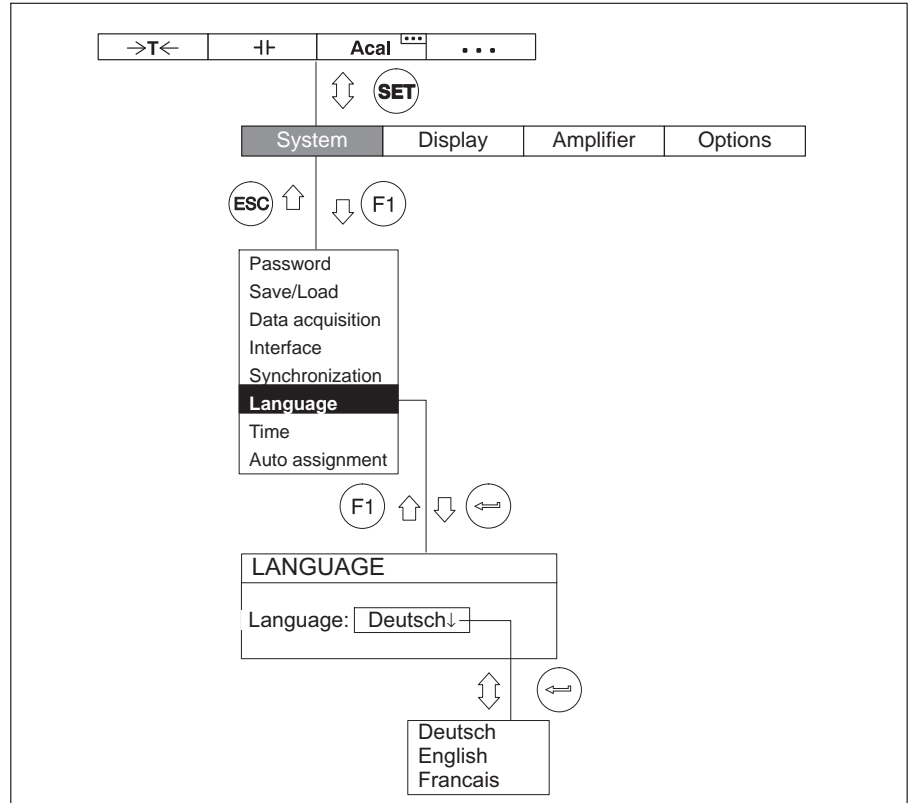 →T← ⊣⊢ Acal ... ...
SET
System Display Amplifier Options
ESC F1
Password
Save/Load
Data acquisition
Interface
Synchronization
Language
Time
Auto assignment
F1
LANGUAGE
Language: Deutsch↓
Deutsch
English
Francais